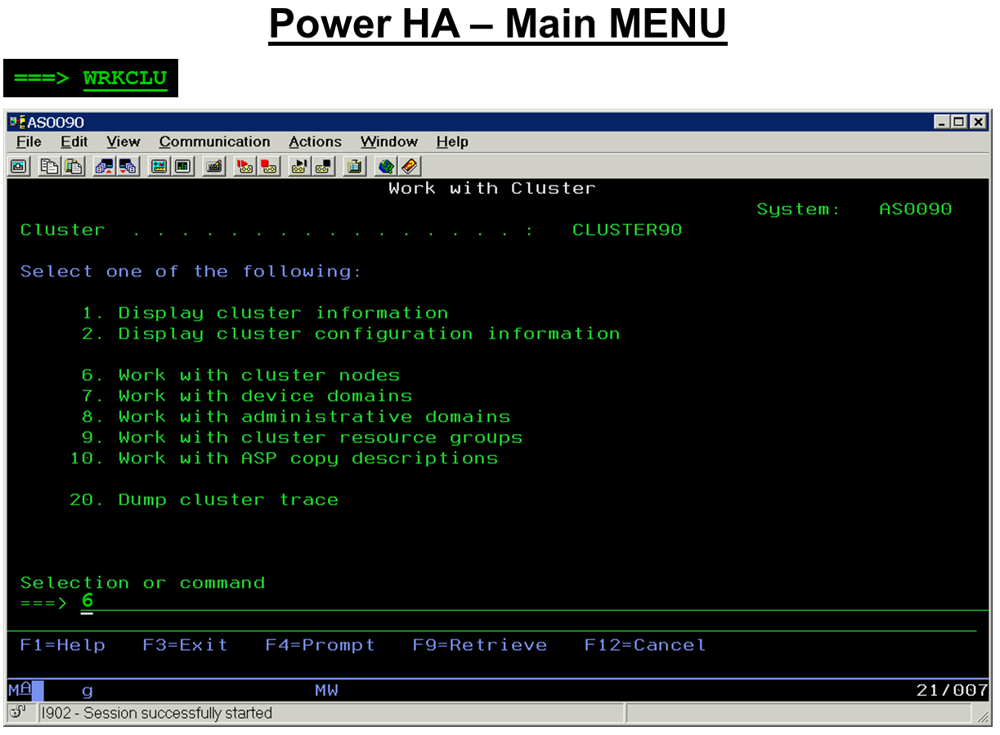 Power HA – Main MENU
===> WRKCLU
AS0090
File Edit View Communication Actions Window Help
Work with Cluster
System: AS0090
Cluster . . . . . . . . . . . . . . . . : CLUSTER90
Select one of the following:
1. Display cluster information
2. Display cluster configuration information
6. Work with cluster nodes
7. Work with device domains
8. Work with administrative domains
9. Work with cluster resource groups
10. Work with ASP copy descriptions
20. Dump cluster trace
Selection or command
===> 6
F1=Help F3=Exit F4=Prompt F9=Retrieve F12=Cancel
MA g MW 21/007
I902 - Session successfully started